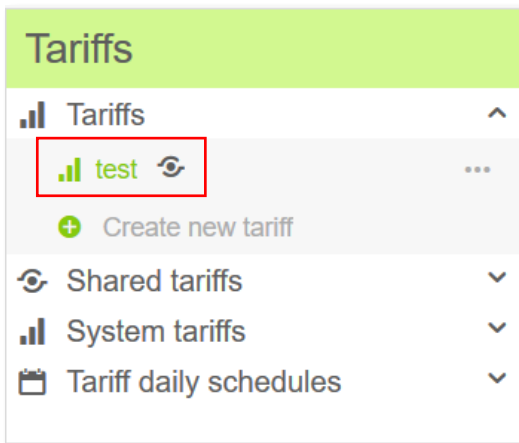 Tariffs
Tariffs
test
Create new tariff
Shared tariffs
System tariffs
Tariff daily schedules